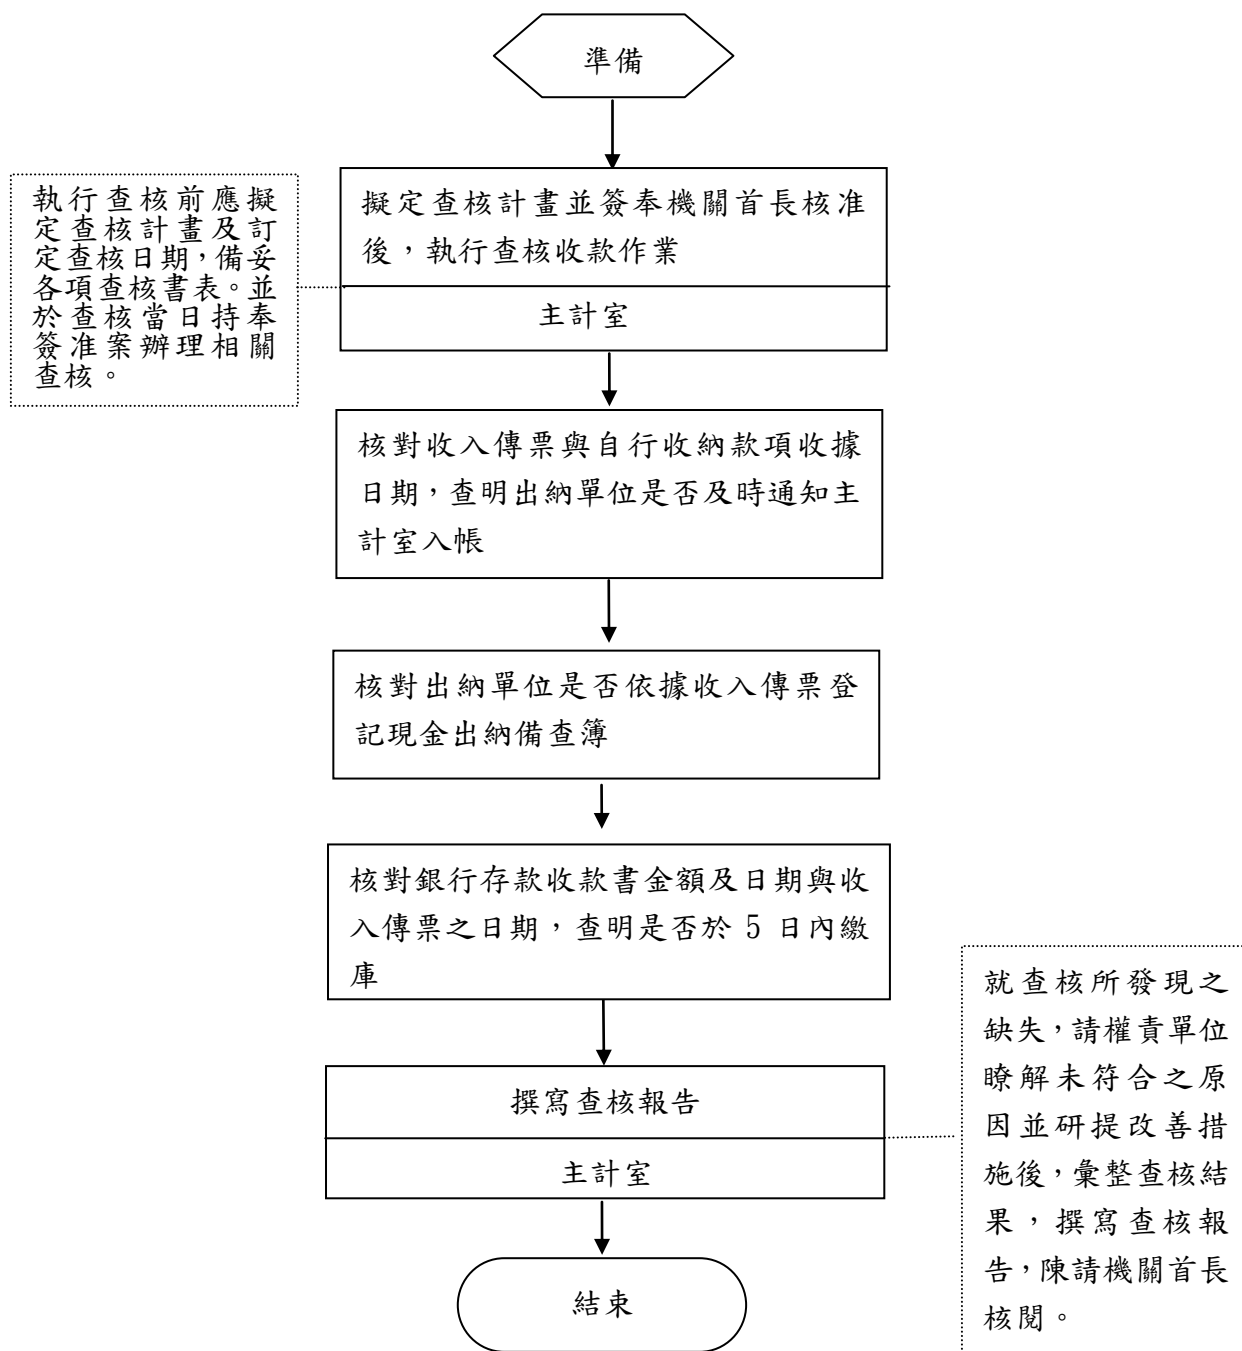 準備
執行查核前應擬
定查核計畫及訂
定查核日期，備妥
各項查核書表。並
於查核當日持奉
簽准案辦理相關
查核。
擬定查核計畫並簽奉機關首長核准
後，執行查核收款作業
主計室
核對收入傳票與自行收納款項收據
日期，查明出納單位是否及時通知主
計室入帳
核對出納單位是否依據收入傳票登
記現金出納備查簿
核對銀行存款收款書金額及日期與收
入傳票之日期，查明是否於 5 日內繳
庫
撰寫查核報告
主計室
就查核所發現之
缺失，請權責單位
瞭解未符合之原
因並研提改善措
施後，彙整查核結
果，撰寫查核報
告，陳請機關首長
核閱。
結束